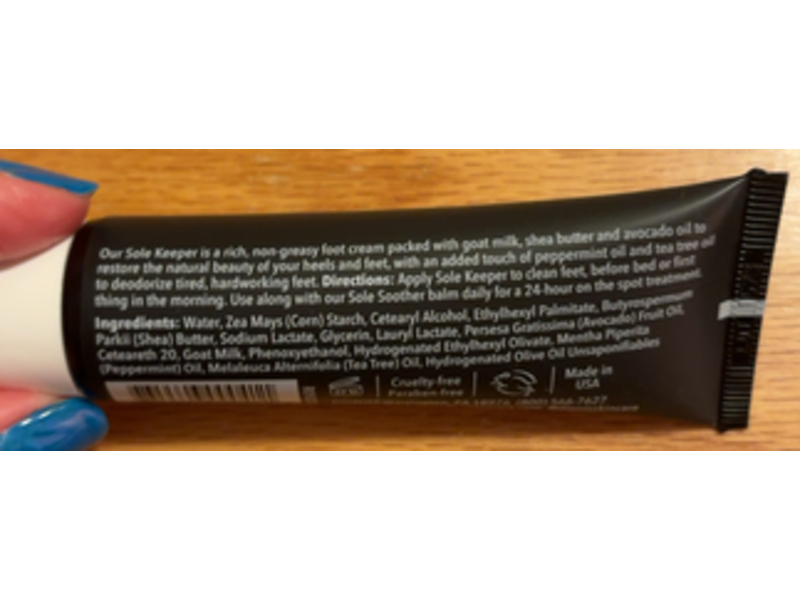 Our Sole Keeper is a rich, non-greasy foot cream packed with goat milk, shea butter and avocado oil to
restore the natural beauty of your heels and feet, with an added touch of peppermint oil and tea tree oil
to deodorize tired, hardworking feet. Directions: Apply Sole Keeper to clean feet, before bed or first
thing in the morning. Use along with our Sole Soother balm daily for a 24-hour on the spot treatment.
Ingredients: Water, Zea Mays (Corn) Starch, Cetearyl Alcohol, Ethylhexyl Palmitate, Butyrospermum
Parkii (Shea) Butter, Sodium Lactate, Glycerin, Lauryl Lactate, Persea Gratissima (Avocado) Fruit Oil,
Ceteareth 20, Goat Milk, Phenoxyethanol, Hydrogenated Ethylhexyl Olivate, Mentha Piperita
(Peppermint) Oil, Melaleuca Alternifolia (Tea Tree) Oil, Hydrogenated Olive Oil Unsaponifiables
Cruelty-free
Paraben-free
Made in
USA
(800) 566-7627